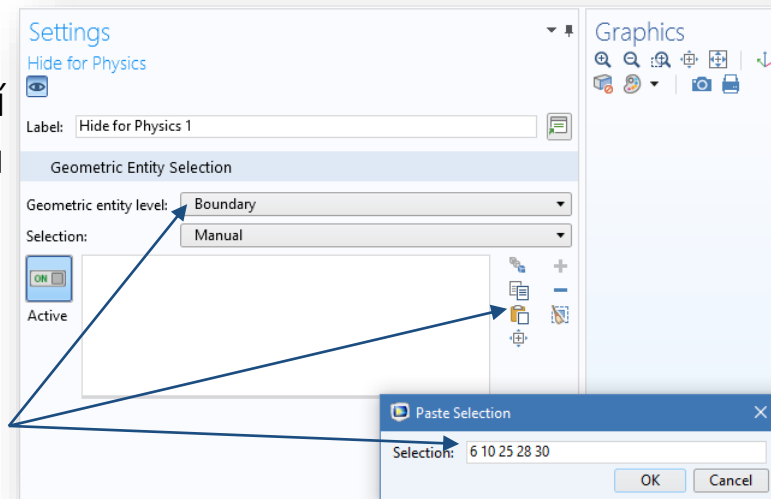 Settings
Hide for Physics
Label: Hide for Physics 1
Geometric Entity Selection
Geometric entity level: Boundary
Selection: Manual
ON
Active
Graphics
Paste Selection
Selection: 6 10 25 28 30
OK Cancel